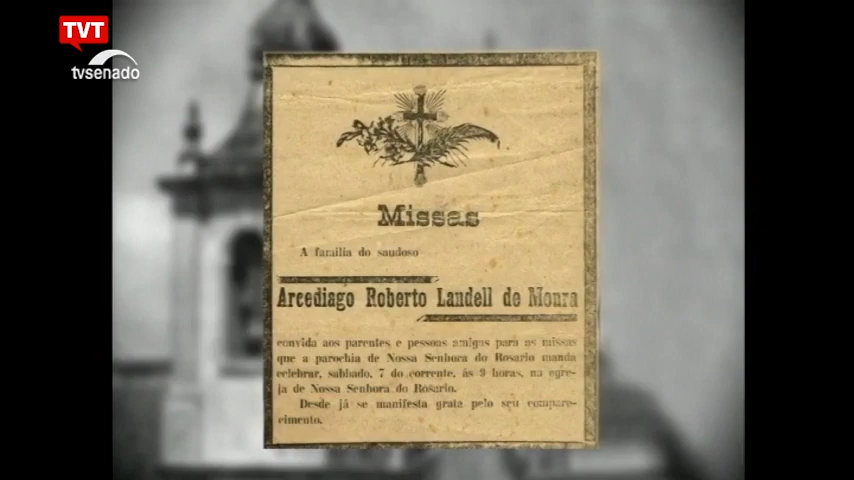 TVT
tvsenado
Missas
A familia do saudoso
Arcediago Roberto Landell de Moura
convida aos parentes e pessoas amigas para as missas
que a parochia de Nossa Senhora do Rosario manda
celebrar, sabbado, 7 do corrente, ás 9 horas, na egre-
ja de Nossa Senhora do Rosario.
Desde já se manifesta grata pelo seu compare-
cimento.